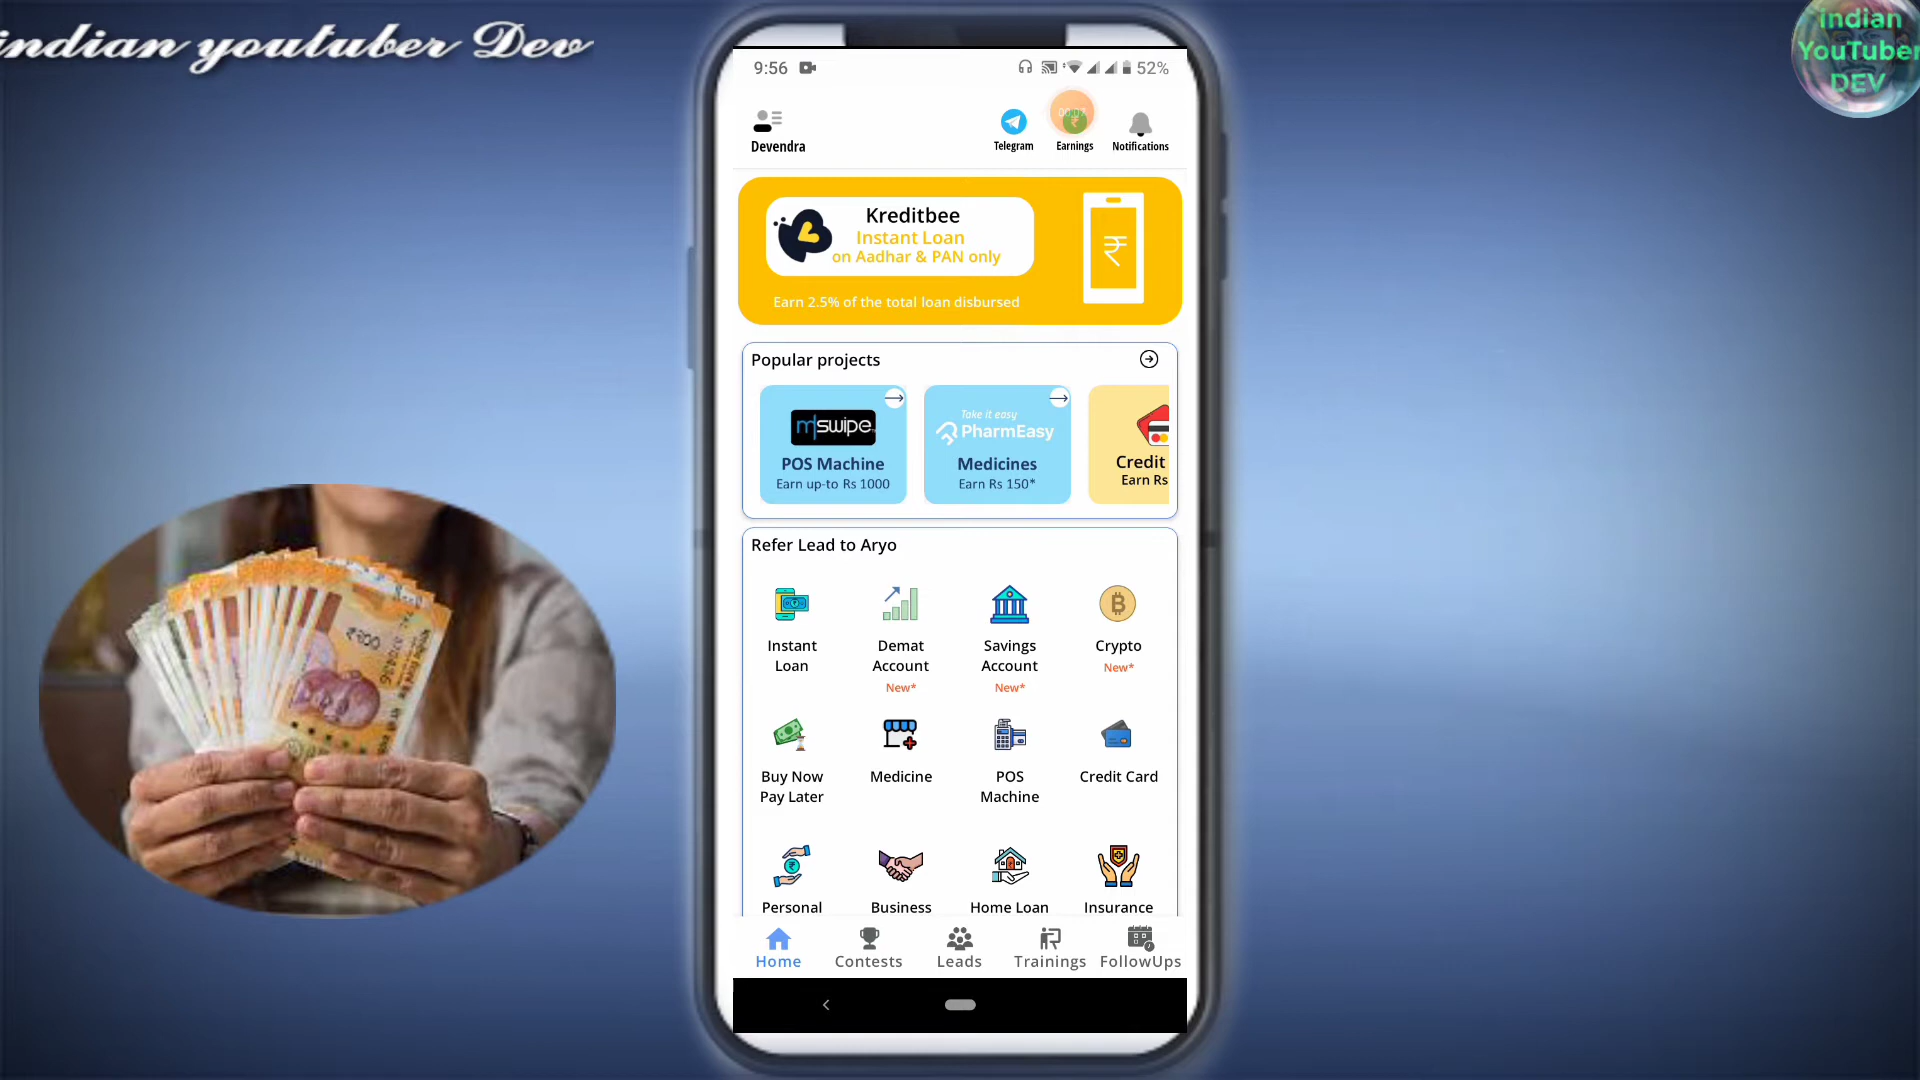 indian youtuber Dev
indian
YouTuber
DEV
9:56
52%
Devendra
Telegram
Earnings
Notifications
Kreditbee
Instant Loan
on Aadhar & PAN only
Earn 2.5% of the total loan disbursed
Popular projects
mswipe
POS Machine
Earn up-to Rs 1000
Take it easy
PharmEasy
Medicines
Earn Rs 150*
Credit
Earn Rs
Refer Lead to Aryo
Instant
Loan
Demat
Account
New*
Savings
Account
New*
Crypto
New*
Buy Now
Pay Later
Medicine
POS
Machine
Credit Card
Personal
Business
Home Loan
Insurance
Home
Contests
Leads
Trainings
FollowUps